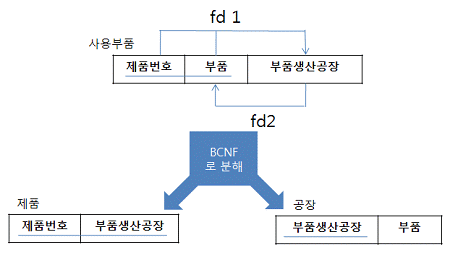 fd 1
사용부품
제품번호 부품 부품생산공장
fd2
BCNF
로 분해
제품
제품번호 부품생산공장
공장
부품생산공장 부품